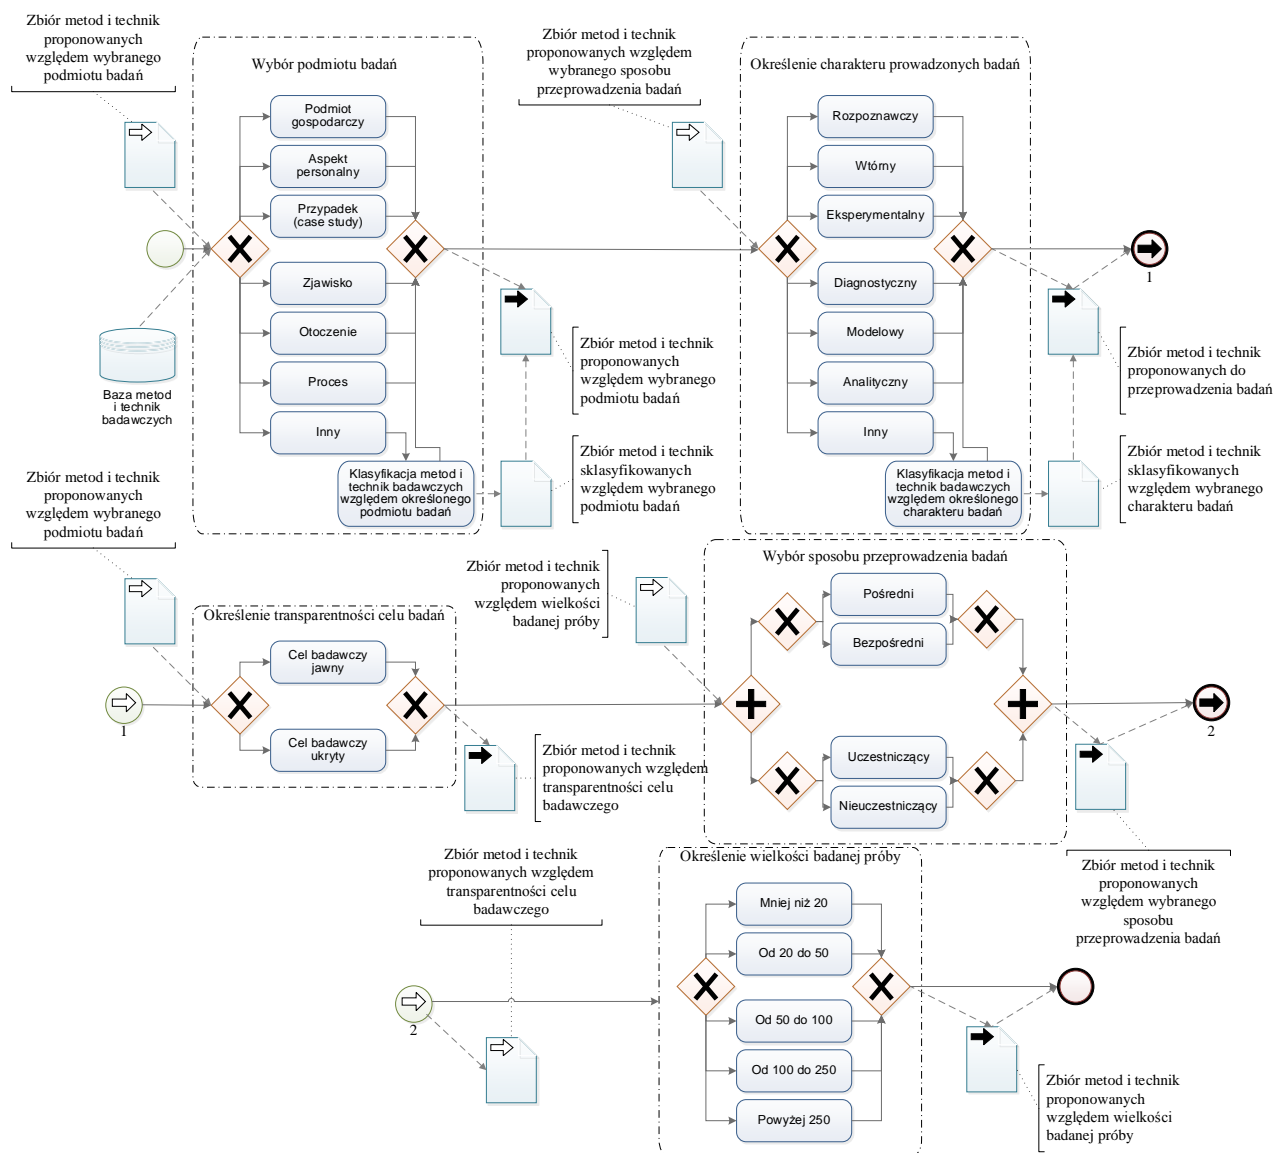 Zbiór metod i technik
proponowanych
względem wybranego
podmiotu badań
Wybór podmiotu badań
Podmiot
gospodarczy
Aspekt
personalny
Przypadek
(case study)
Zjawisko
Otoczenie
Proces
Inny
Klasyfikacja metod i
technik badawczych
względem określonego
podmiotu badań
Baza metod
i technik
badawczych
Zbiór metod i technik
proponowanych
względem wybranego
podmiotu badań
Zbiór metod i technik
sklasyfikowanych
względem wybranego
podmiotu badań
Zbiór metod i technik
proponowanych względem
wybranego sposobu
przeprowadzenia badań
Określenie charakteru prowadzonych badań
Rozpoznawczy
Wtórny
Eksperymentalny
Diagnostyczny
Modelowy
Analityczny
Inny
Klasyfikacja metod i
technik badawczych
względem określonego
charakteru badań
1
Zbiór metod i technik
proponowanych do
przeprowadzenia badań
Zbiór metod i technik
sklasyfikowanych
względem wybranego
charakteru badań
Zbiór metod i technik
proponowanych
względem wybranego
podmiotu badań
1
Określenie transparentności celu badań
Cel badawczy
jawny
Cel badawczy
ukryty
Zbiór metod i technik
proponowanych względem
transparentności celu
badawczego
Zbiór metod i technik
proponowanych
względem wielkości
badanej próby
Wybór sposobu przeprowadzenia badań
Pośredni
Bezpośredni
Uczestniczący
Nieuczestniczący
2
Zbiór metod i technik
proponowanych
względem wybranego
sposobu
przeprowadzenia badań
Zbiór metod i technik
proponowanych względem
transparentności celu
badawczego
2
Określenie wielkości badanej próby
Mniej niż 20
Od 20 do 50
Od 50 do 100
Od 100 do 250
Powyżej 250
Zbiór metod i technik
proponowanych
względem wielkości
badanej próby